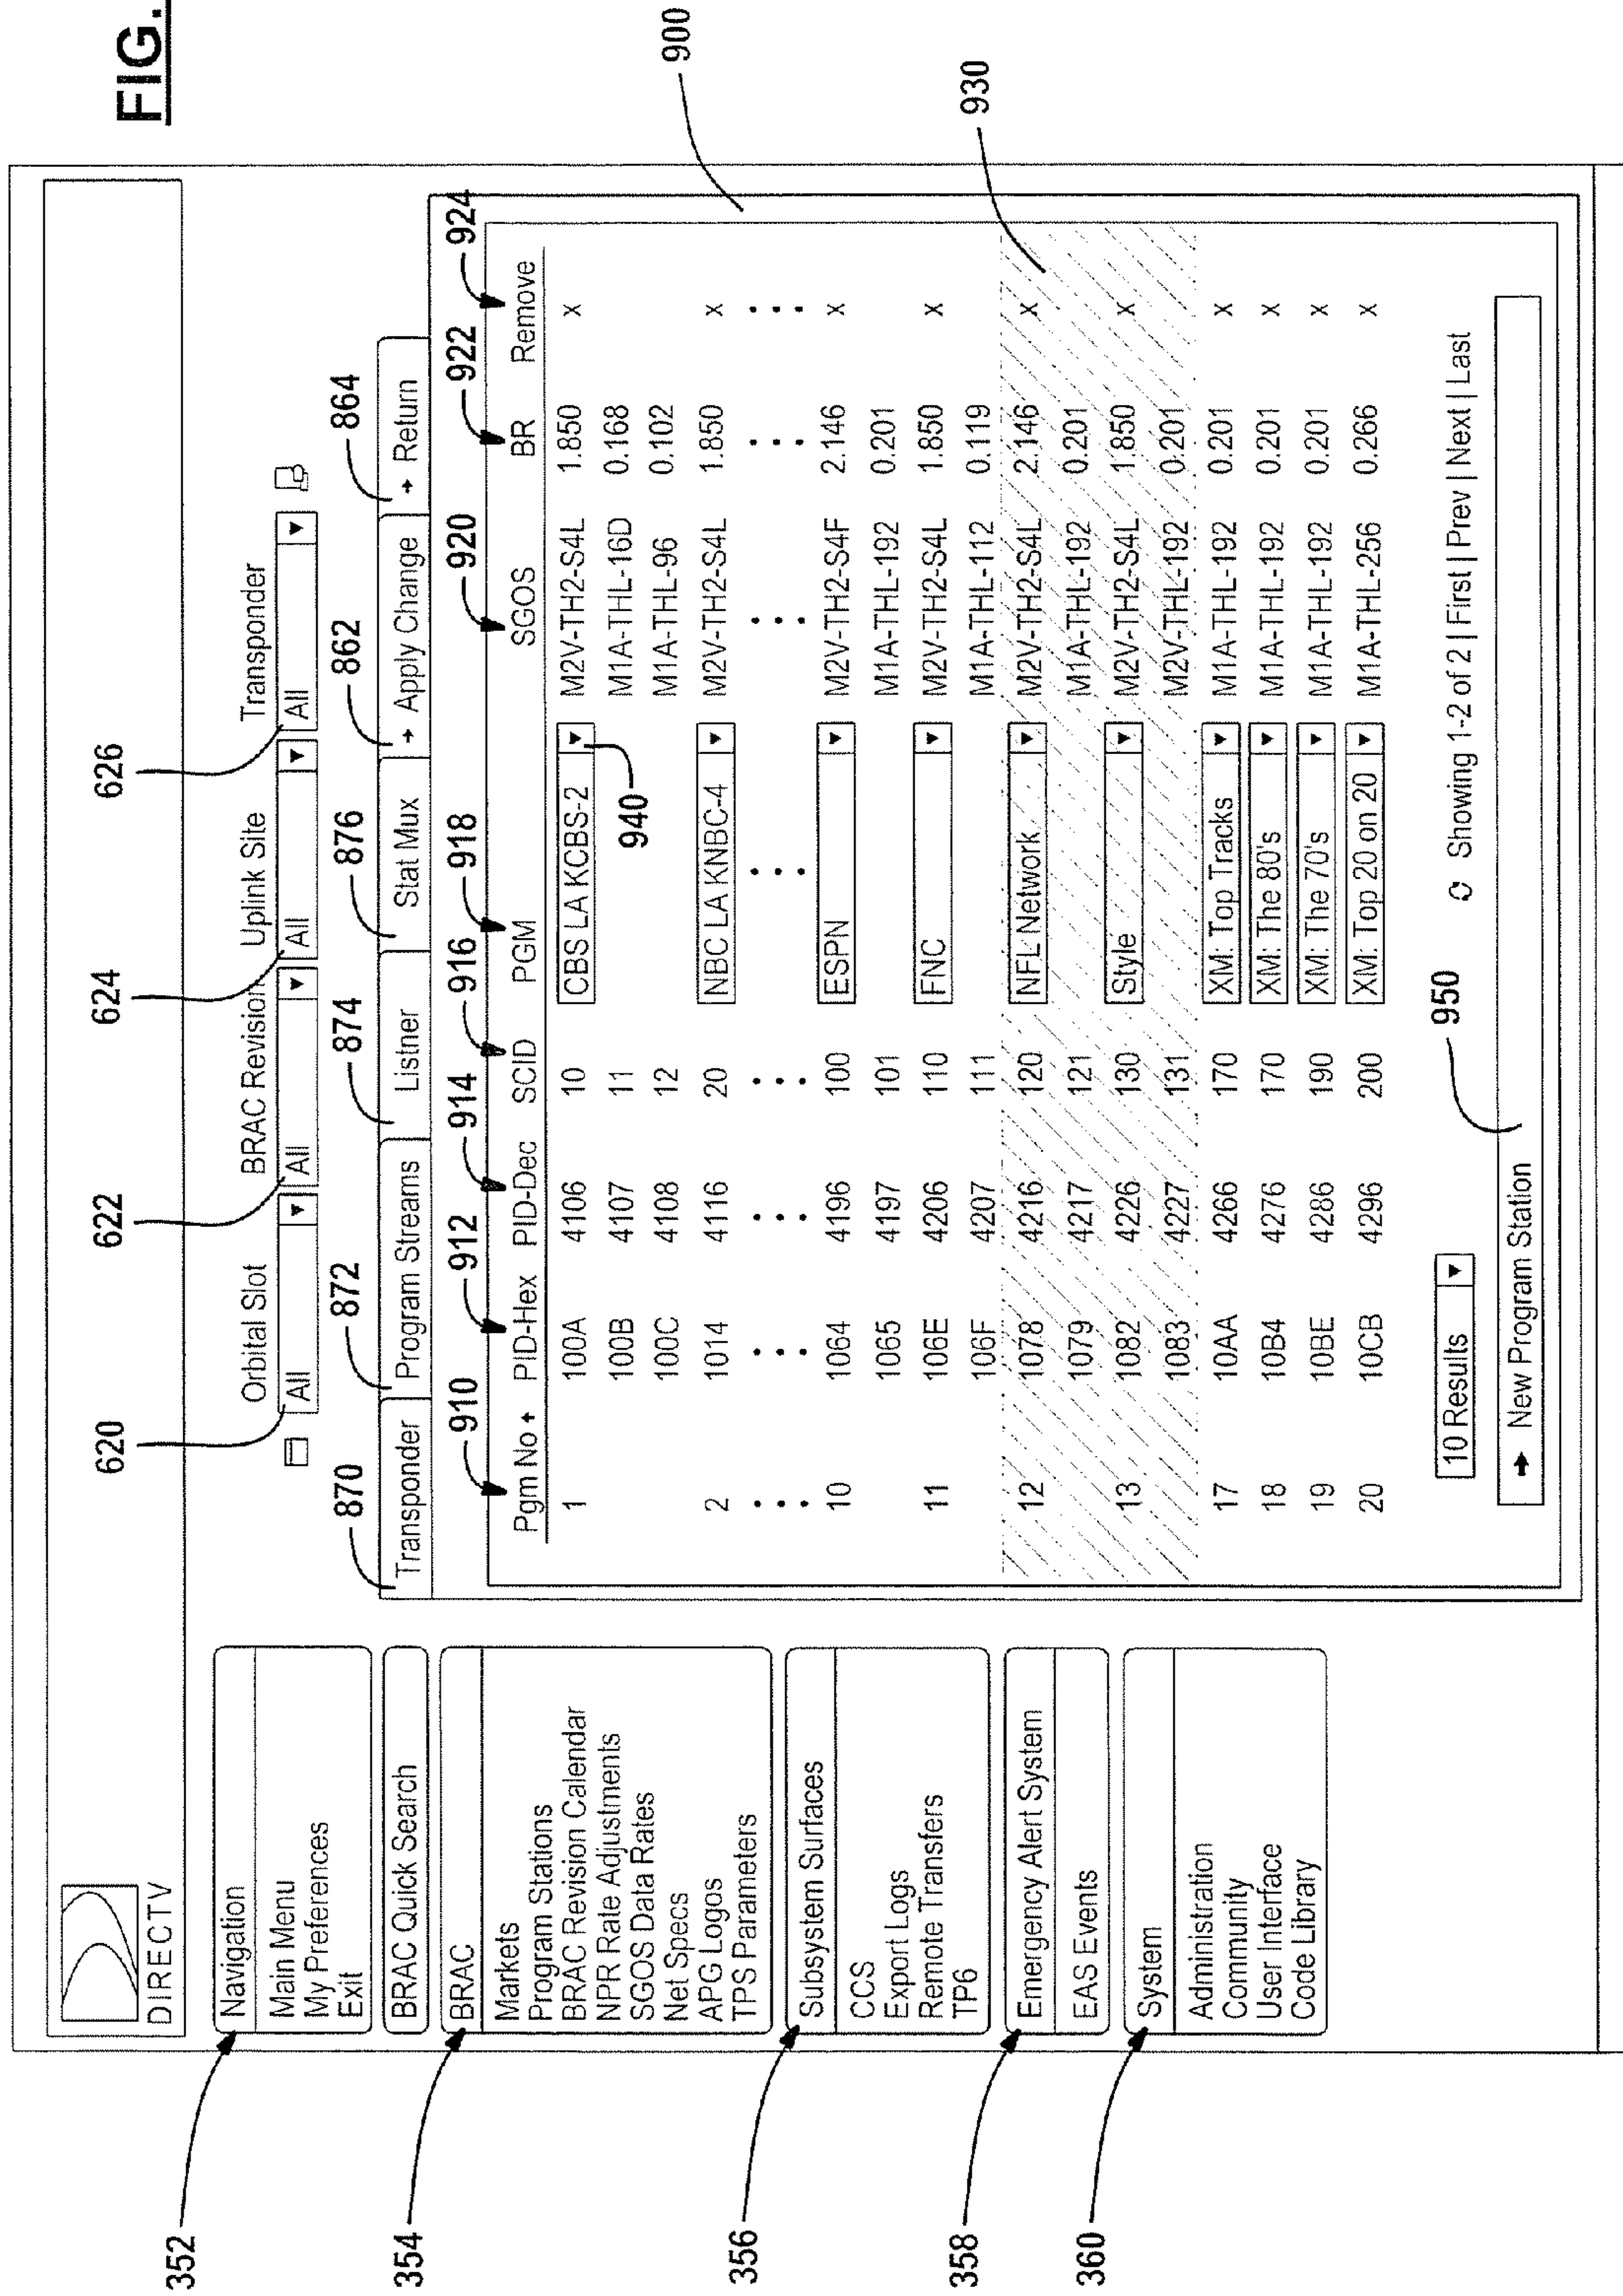 FIG.
DIRECTV
352
Navigation
Main Menu
My Preferences
Exit
BRAC Quick Search
354
BRAC
Markets
Program Stations
BRAC Revision Calendar
NPR Rate Adjustments
SGOS Data Rates
Net Specs
APG Logos
TPS Parameters
356
Subsystem Surfaces
CCS
Export Logs
Remote Transfers
TP6
358
Emergency Alert System
EAS Events
360
System
Administration
Community
User Interface
Code Library
620 622 624 626
Orbital Slot BRAC Revision Uplink Site Transponder
All All All All
870 872 874 876 862 864
Transponder Program Streams Listner Stat Mux Apply Change Return
910 912 914 916 918 920 922 924
Pgm No PID-Hex PID-Dec SCID PGM SGOS BR Remove
1 100A 4106 10 CBS LA KCBS-2 M2V-TH2-S4L 1.850 x
100B 4107 11 M1A-THL-16D 0.168
940
100C 4108 12 M1A-THL-96 0.102
2 1014 4116 20 NBC LA KNBC-4 M2V-TH2-S4L 1.850 x
10 1064 4196 100 ESPN M2V-TH2-S4F 2.146 x
1065 4197 101 M1A-THL-192 0.201
11 106E 4206 110 FNC M2V-TH2-S4L 1.850 x
106F 4207 111 M1A-THL-112 0.119
12 1078 4216 120 NFL Network M2V-TH2-S4L 2.146 x
1079 4217 121 M1A-THL-192 0.201
13 1082 4226 130 Style M2V-TH2-S4L 1.850 x
1083 4227 131 M2V-THL-192 0.201
17 10AA 4266 170 XM: Top Tracks M1A-THL-192 0.201 x
18 10B4 4276 170 XM: The 80's M1A-THL-192 0.201 x
19 10BE 4286 190 XM: The 70's M1A-THL-192 0.201 x
20 10CB 4296 200 XM: Top 20 on 20 M1A-THL-256 0.266 x
900
930
10 Results Showing 1-2 of 2 | First | Prev | Next | Last
950
New Program Station